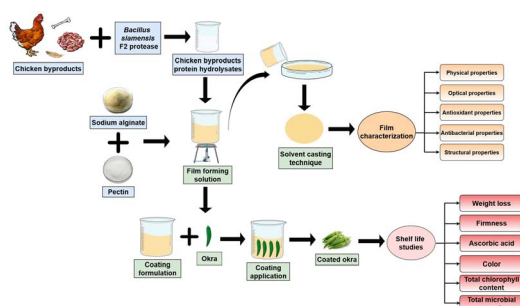 Chicken byproducts
Bacillus
siamensis
F2 protease
Chicken byproducts
protein hydrolysates
Sodium alginate
Pectin
Film forming
solution
Solvent casting
technique
Film
characterization
Physical properties
Optical properties
Antioxidant properties
Antibacterial properties
Structural properties
Coating
formulation
Okra
Coating
application
Coated okra
Shelf life
studies
Weight loss
Firmness
Ascorbic acid
Color
Total chlorophyll
content
Total microbial